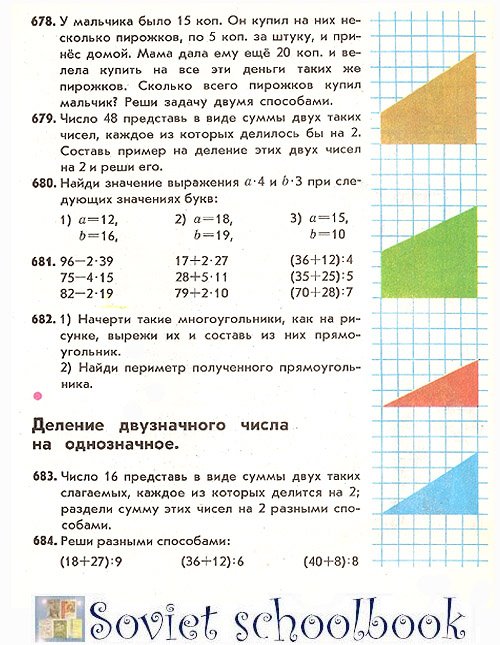 678. У мальчика было 15 коп. Он купил на них не-
сколько пирожков, по 5 коп. за штуку, и при-
нёс домой. Мама дала ему ещё 20 коп. и ве-
лела купить на все эти деньги таких же
пирожков. Сколько всего пирожков купил
мальчик? Реши задачу двумя способами.
679. Число 48 представь в виде суммы двух таких
чисел, каждое из которых делилось бы на 2.
Составь пример на деление этих двух чисел
на 2 и реши его.
680. Найди значение выражения a·4 и b·3 при сле-
дующих значениях букв:
1) a=12, 2) a=18, 3) a=15,
b=16, b=19, b=10
681. 96−2·39 17+2·27 (36+12):4
75−4·15 28+5·11 (35+25):5
82−2·19 79+2·10 (70+28):7
682. 1) Начерти такие многоугольники, как на ри-
сунке, вырежи их и составь из них прямо-
угольник.
2) Найди периметр полученного прямоуголь-
ника.
Деление двузначного числа
на однозначное.
683. Число 16 представь в виде суммы двух таких
слагаемых, каждое из которых делится на 2;
раздели сумму этих чисел на 2 разными спо-
собами.
684. Реши разными способами:
(18+27):9 (36+12):6 (40+8):8
Soviet schoolbook